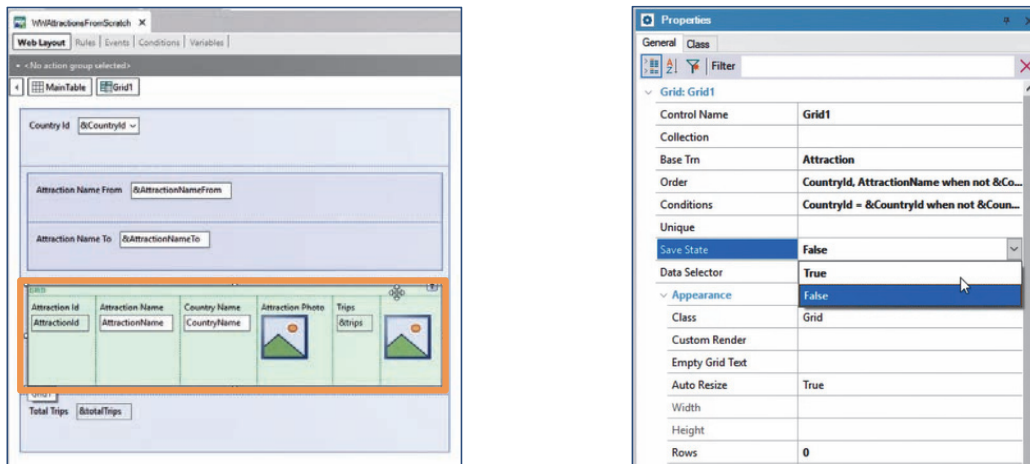 WWAttractionsFromScratch X
Web Layout | Rules | Events | Conditions | Variables |
<No action group selected>
MainTable Grid1
Country Id &CountryId
Attraction Name From &AttractionNameFrom
Attraction Name To &AttractionNameTo
GRID
Attraction Id Attraction Name Country Name Attraction Photo Trips
AttractionId AttractionName CountryName &trips
Grid1
Total Trips &totalTrips
Properties
General Class
Filter
Grid: Grid1
Control Name Grid1
Collection
Base Trn Attraction
Order CountryId, AttractionName when not &Co...
Conditions CountryId = &CountryId when not &Coun...
Unique
Save State False
Data Selector True
Appearance False
Class Grid
Custom Render
Empty Grid Text
Auto Resize True
Width
Height
Rows 0